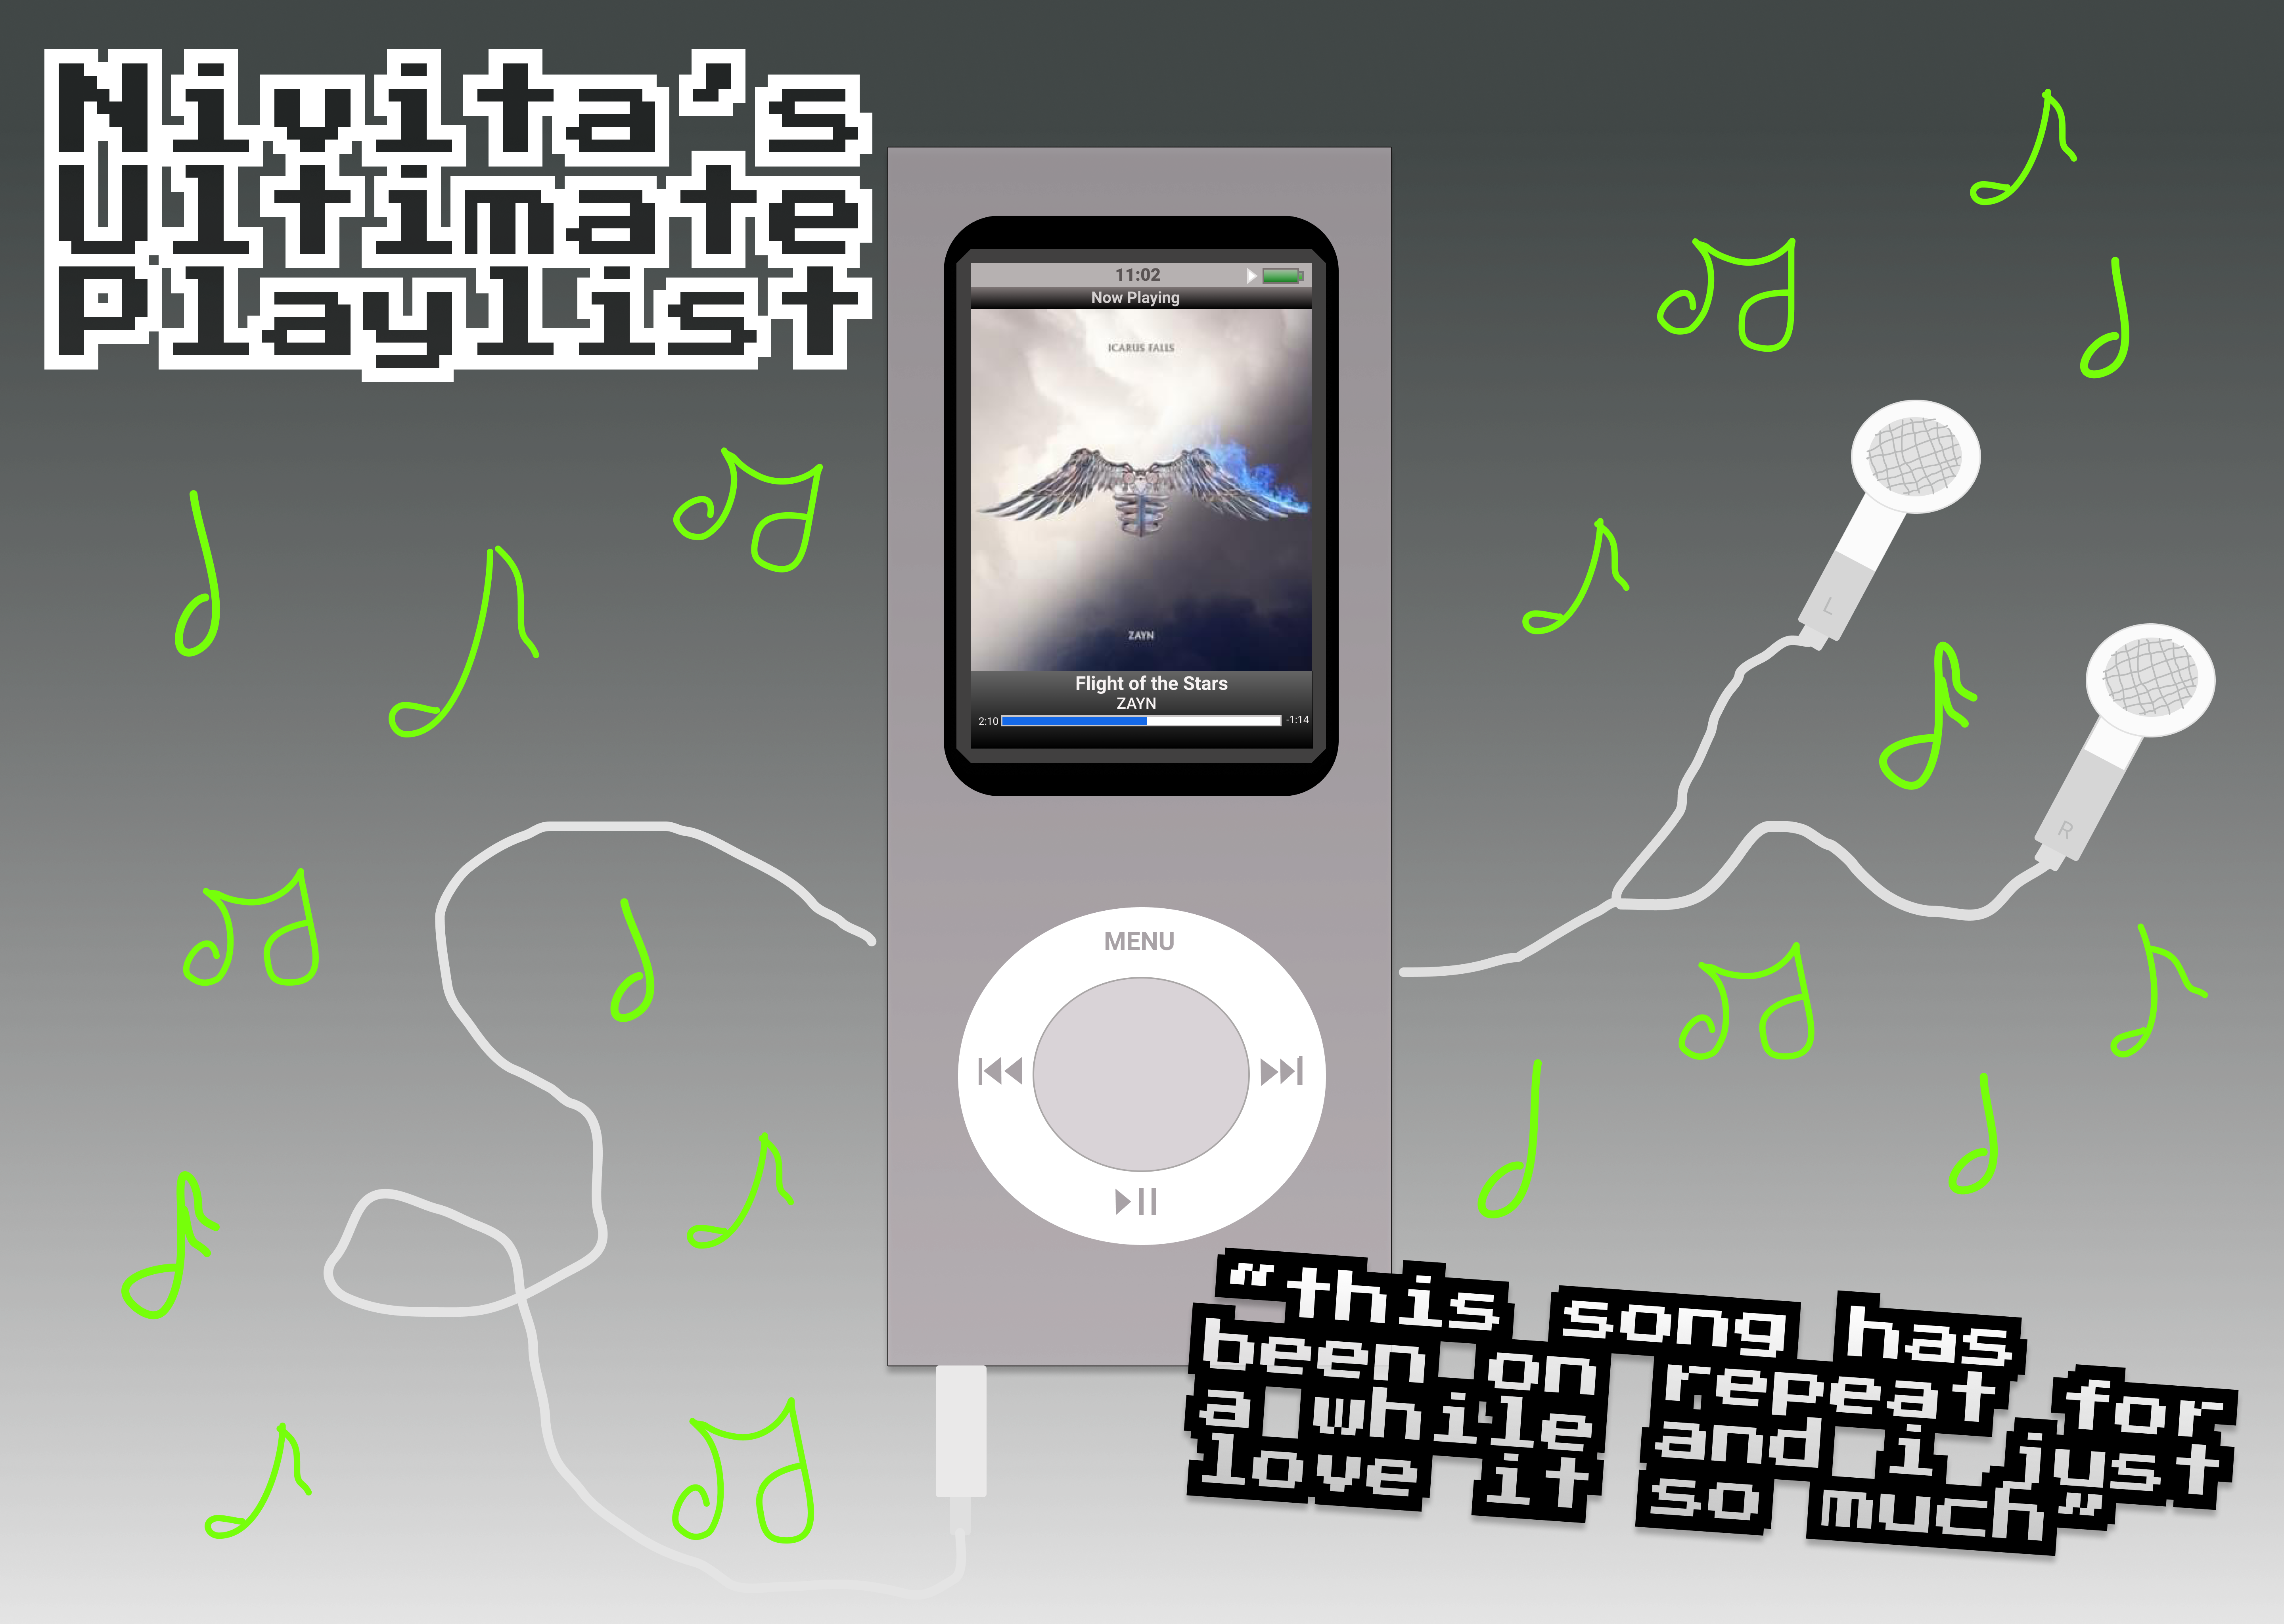 Nivita's
Ultimate
Playlist
11:02
Now Playing
ICARUS FALLS
ZAYN
Flight of the Stars
ZAYN
2:10 -1:14
MENU
L
R
"this song has
been on repeat for
a while and i just
love it so much"